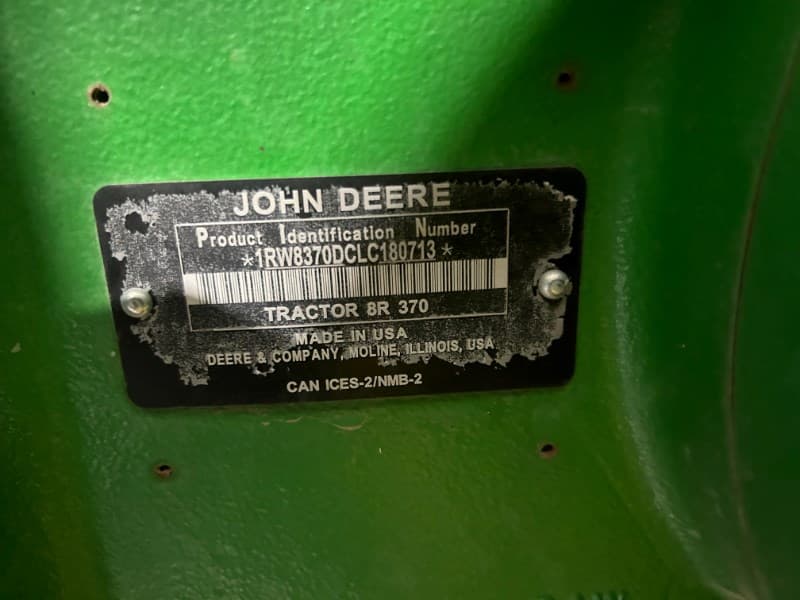 JOHN DEERE
Product Identification Number
*1RW8370DCLC180713*
TRACTOR 8R 370
MADE IN USA
DEERE & COMPANY, MOLINE, ILLINOIS, USA
CAN ICES-2/NMB-2